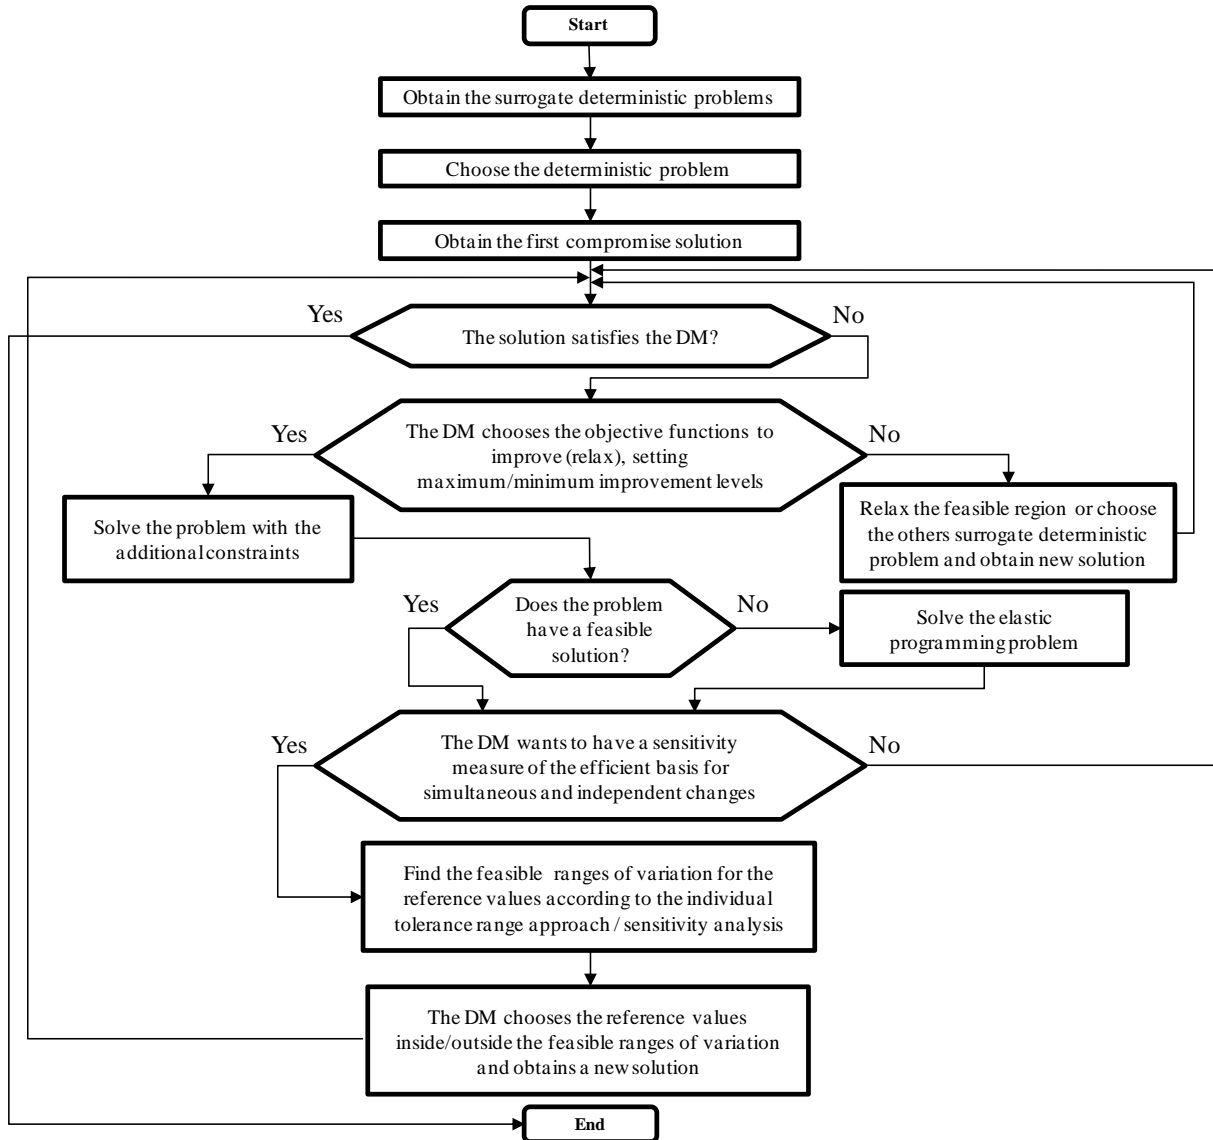 Start
Obtain the surrogate deterministic problems
Choose the deterministic problem
Obtain the first compromise solution
Yes
No
The solution satisfies the DM?
Yes
The DM chooses the objective functions to
improve (relax), setting
maximum/minimum improvement levels
No
Solve the problem with the
additional constraints
Relax the feasible region or choose
the others surrogate deterministic
problem and obtain new solution
Yes
Does the problem
have a feasible
solution?
No
Solve the elastic
programming problem
Yes
The DM wants to have a sensitivity
measure of the efficient basis for
simultaneous and independent changes
No
Find the feasible ranges of variation for the
reference values according to the individual
tolerance range approach / sensitivity analysis
The DM chooses the reference values
inside/outside the feasible ranges of variation
and obtains a new solution
End